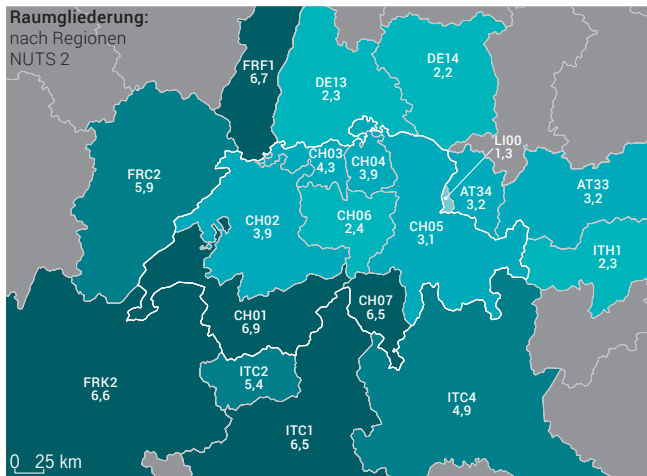 Raumgliederung:
nach Regionen
NUTS 2
FRF1
6,7
DE13
2,3
DE14
2,2
LI00
1,3
FRC2
5,9
CH03
4,3
CH04
3,9
AT34
3,2
AT33
3,2
CH02
3,9
CH06
2,4
CH05
3,1
ITH1
2,3
CH01
6,9
CH07
6,5
FRK2
6,6
ITC2
5,4
ITC4
4,9
ITC1
6,5
0 25 km